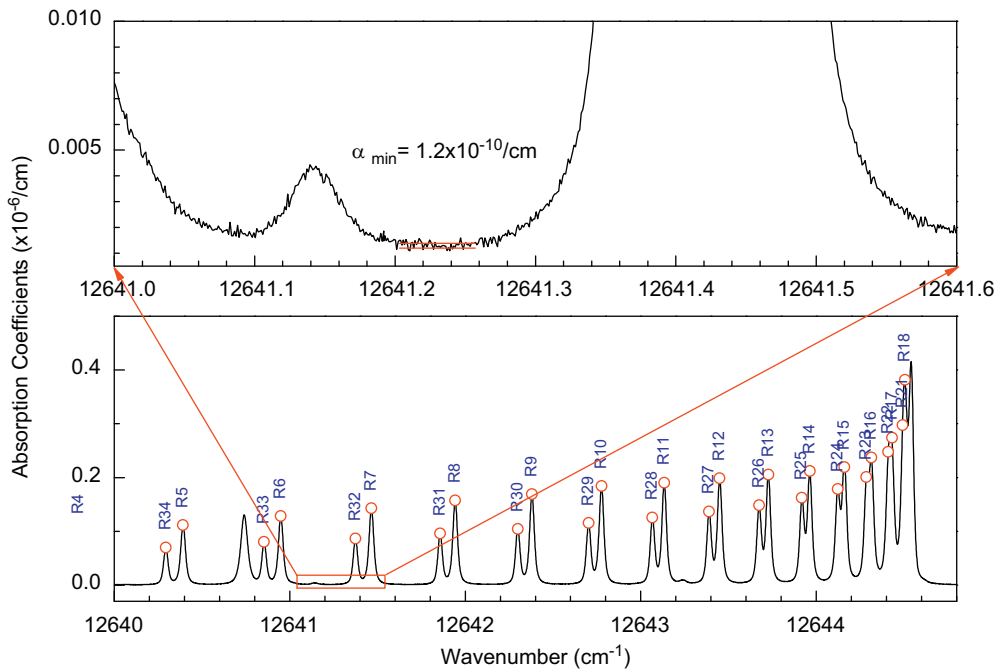 Absorption Coefficients (x10⁻⁶/cm)
0.010
0.005
α min = 1.2x10⁻¹⁰/cm
12641.0 12641.1 12641.2 12641.3 12641.4 12641.5 12641.6
0.4
0.2
0.0
R4 R34 R5 R33 R6 R32 R7 R31 R8 R30 R9 R29 R10 R28 R11 R27 R12 R26 R13 R25 R14 R24 R15 R23 R16 R22 R17 R21 R18
12640 12641 12642 12643 12644
Wavenumber (cm⁻¹)